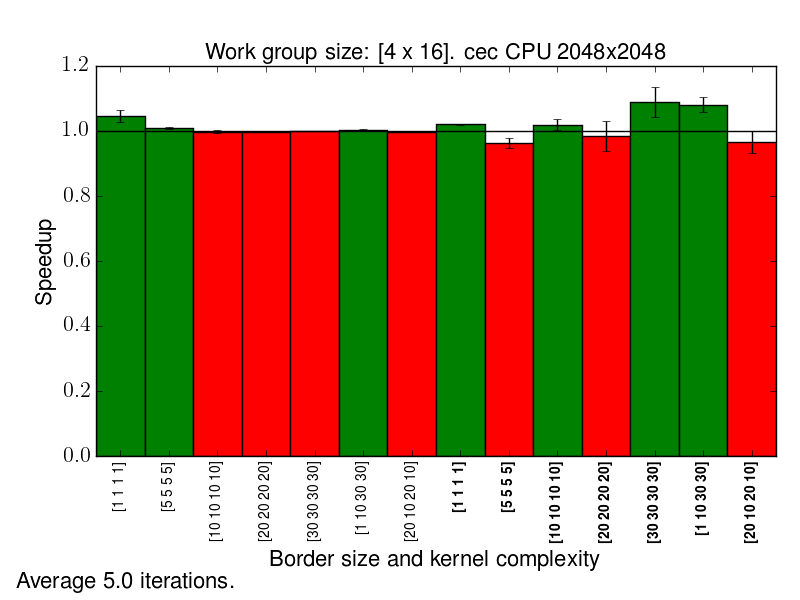 Work group size: [4 x 16]. cec CPU 2048x2048
1.2
1.0
0.8
0.6
0.4
0.2
0.0
Speedup
[1 1 1 1]
[5 5 5 5]
[10 10 10 10]
[20 20 20 20]
[30 30 30 30]
[1 10 30 30]
[20 10 20 10]
[1 1 1 1]
[5 5 5 5]
[10 10 10 10]
[20 20 20 20]
[30 30 30 30]
[1 10 30 30]
[20 10 20 10]
Border size and kernel complexity
Average 5.0 iterations.